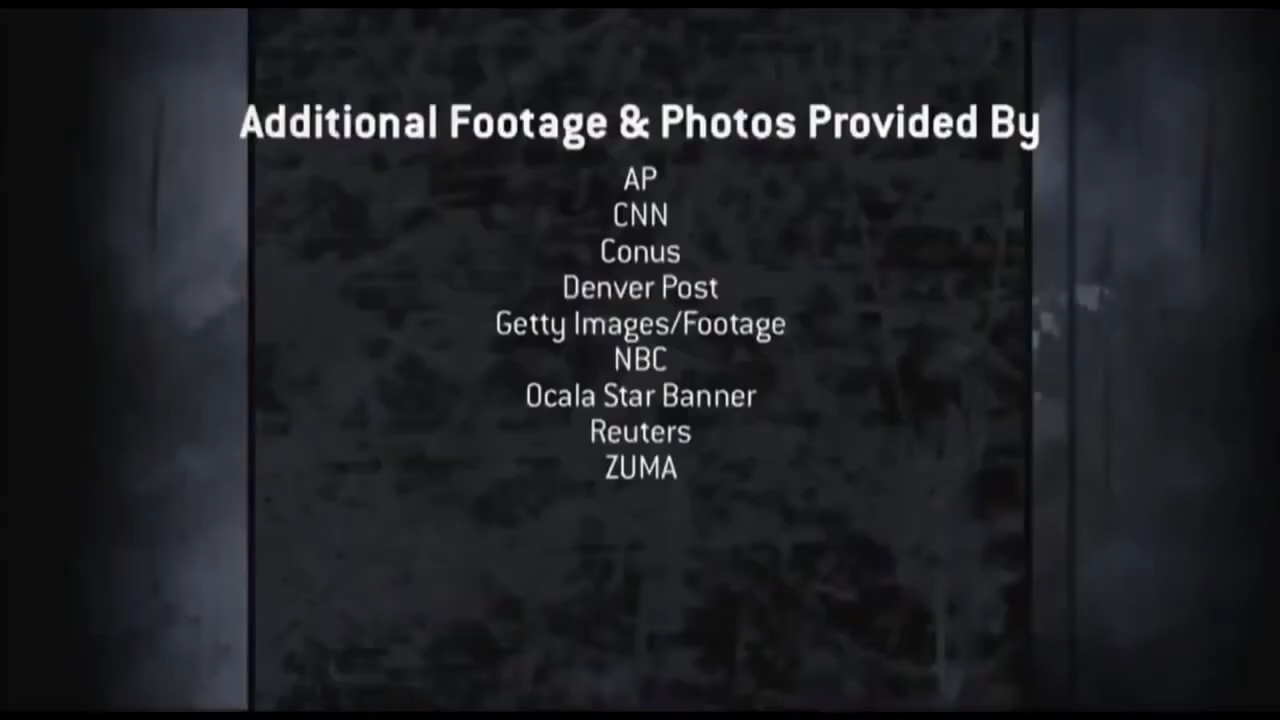 Additional Footage & Photos Provided By
AP
CNN
Conus
Denver Post
Getty Images/Footage
NBC
Ocala Star Banner
Reuters
ZUMA